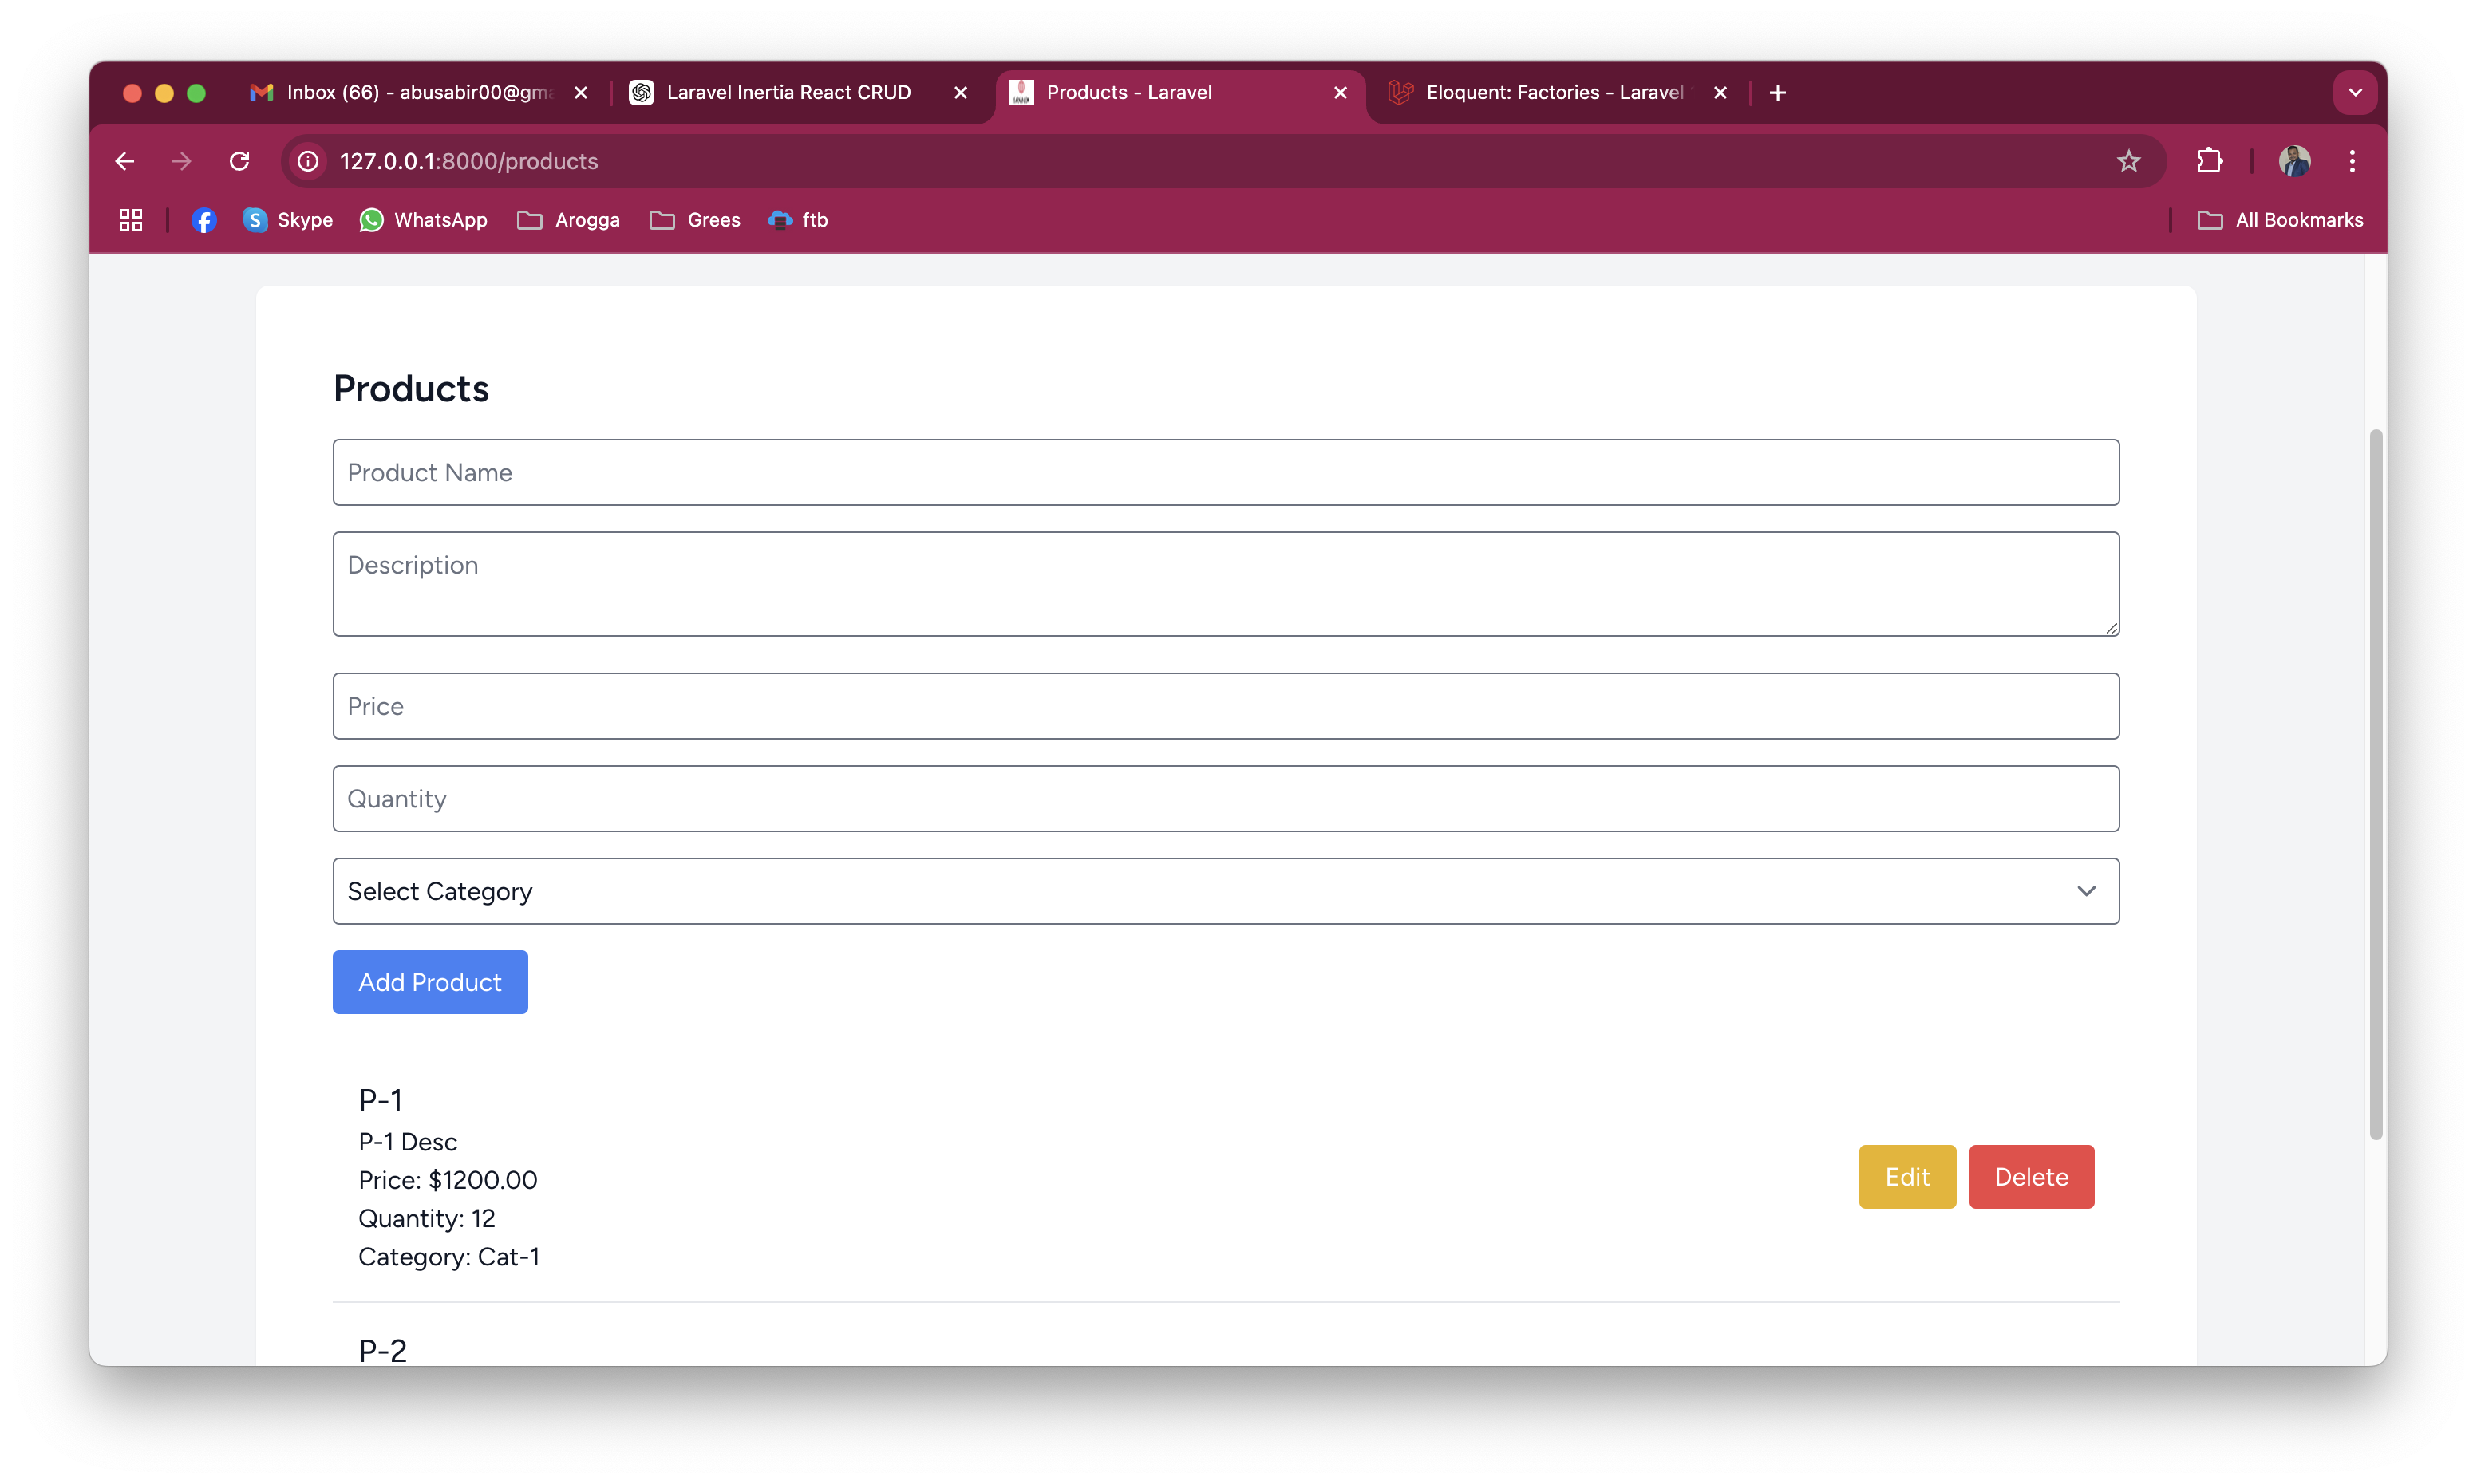 Inbox (66) - abusabir00@gma
Laravel Inertia React CRUD
Products - Laravel
Eloquent: Factories - Laravel
127.0.0.1:8000/products
Skype
WhatsApp
Arogga
Grees
ftb
All Bookmarks
Products
Product Name
Description
Price
Quantity
Select Category
Add Product
P-1
P-1 Desc
Price: $1200.00
Quantity: 12
Category: Cat-1
Edit
Delete
P-2